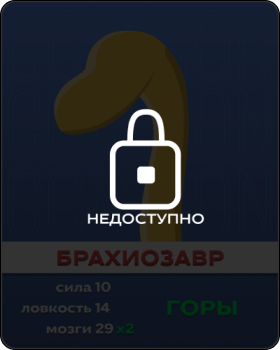 НЕДОСТУПНО
БРАХИОЗАВР
сила 10
ловкость 14
ГОРЫ
мозги 29 x2